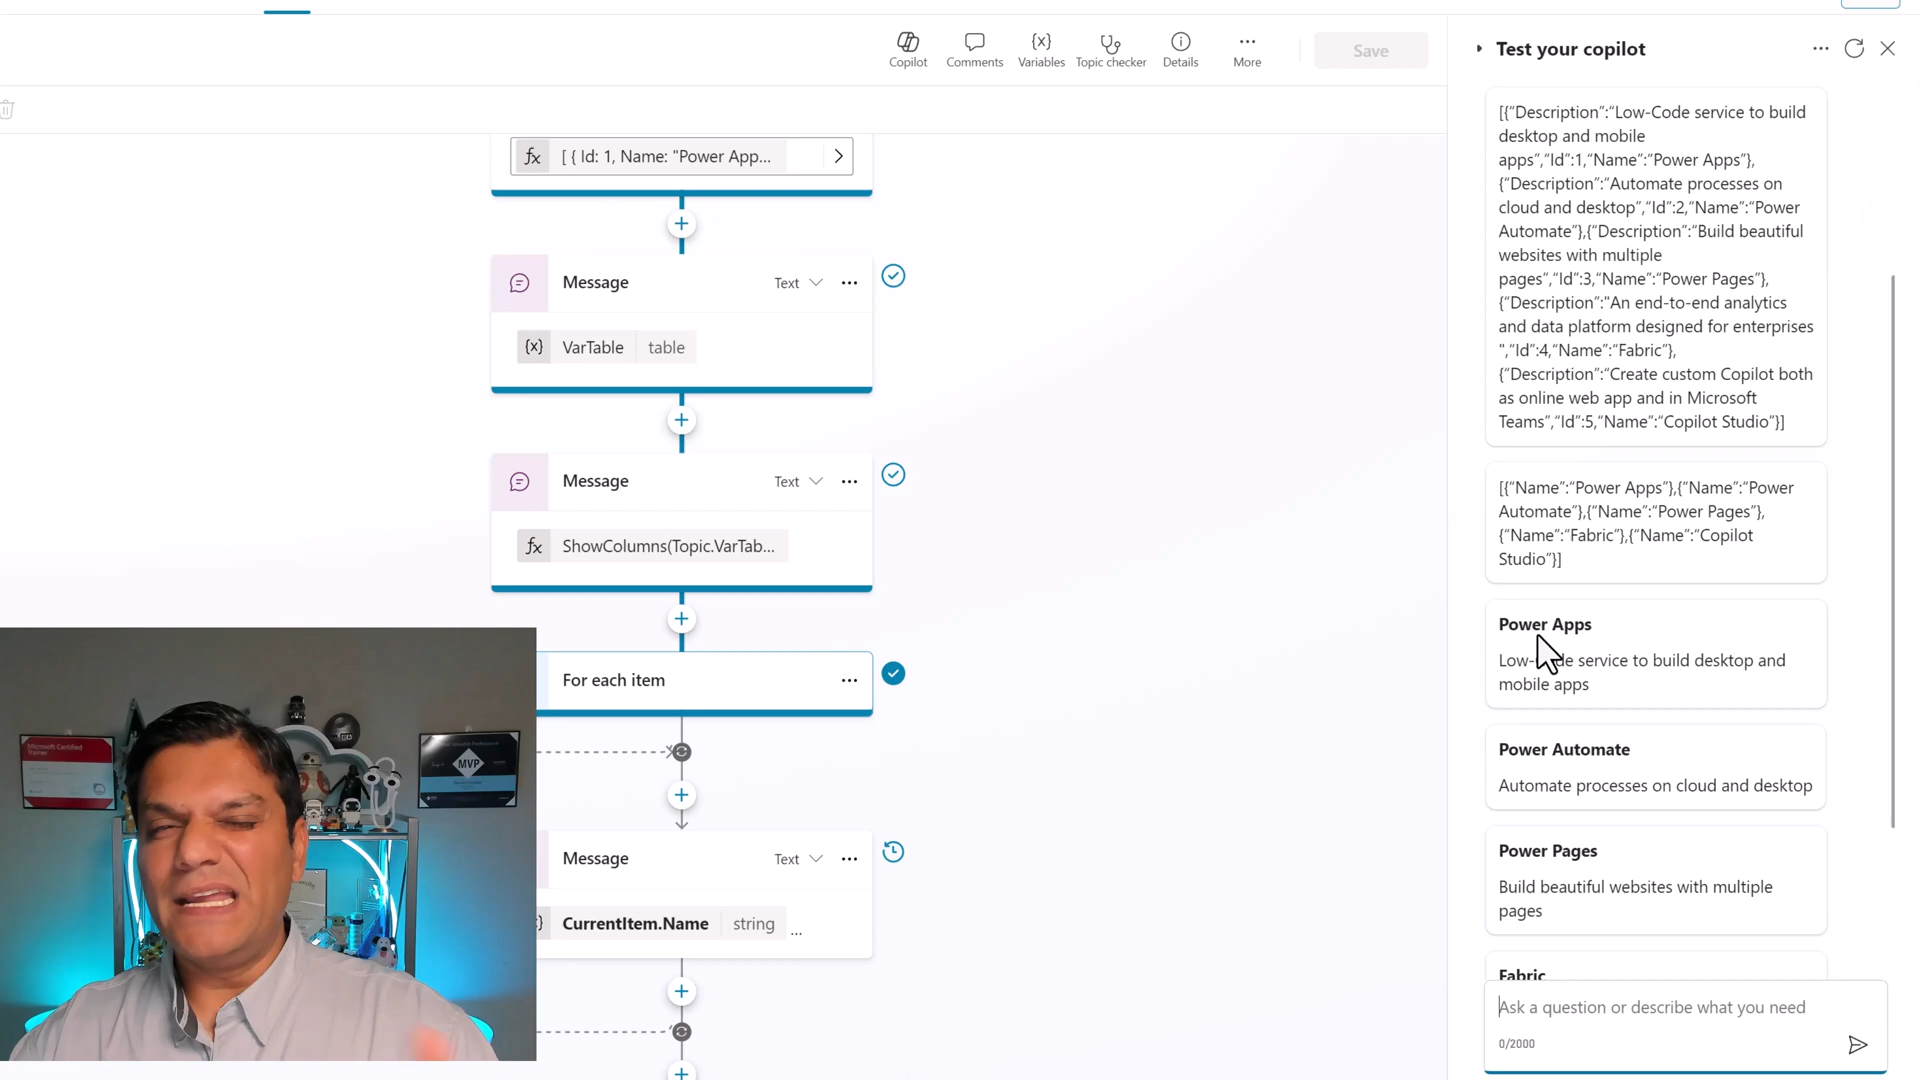 Copilot
Comments
Variables
Topic checker
Details
More
Save
fx [ { Id: 1, Name: "Power App...
Message
Text
{x} VarTable table
Message
Text
fx ShowColumns(Topic.VarTab...
For each item
Message
Text
CurrentItem.Name string ...
Microsoft Certified
Trainer
MVP
Test your copilot
[{“Description”:“Low-Code service to build
desktop and mobile
apps”,“Id”:1,“Name”:“Power Apps”},
{“Description”:“Automate processes on
cloud and desktop”,“Id”:2,“Name”:“Power
Automate”},{“Description”:“Build beautiful
websites with multiple
pages”,“Id”:3,“Name”:“Power Pages”},
{“Description”:"An end-to-end analytics
and data platform designed for enterprises
",“Id”:4,“Name”:“Fabric”},
{“Description”:“Create custom Copilot both
as online web app and in Microsoft
Teams”,“Id”:5,“Name”:“Copilot Studio”}]
[{“Name”:“Power Apps”},{“Name”:“Power
Automate”},{“Name”:“Power Pages”},
{“Name”:“Fabric”},{“Name”:“Copilot
Studio”}]
Power Apps
Low-Code service to build desktop and
mobile apps
Power Automate
Automate processes on cloud and desktop
Power Pages
Build beautiful websites with multiple
pages
Fabric
Ask a question or describe what you need
0/2000